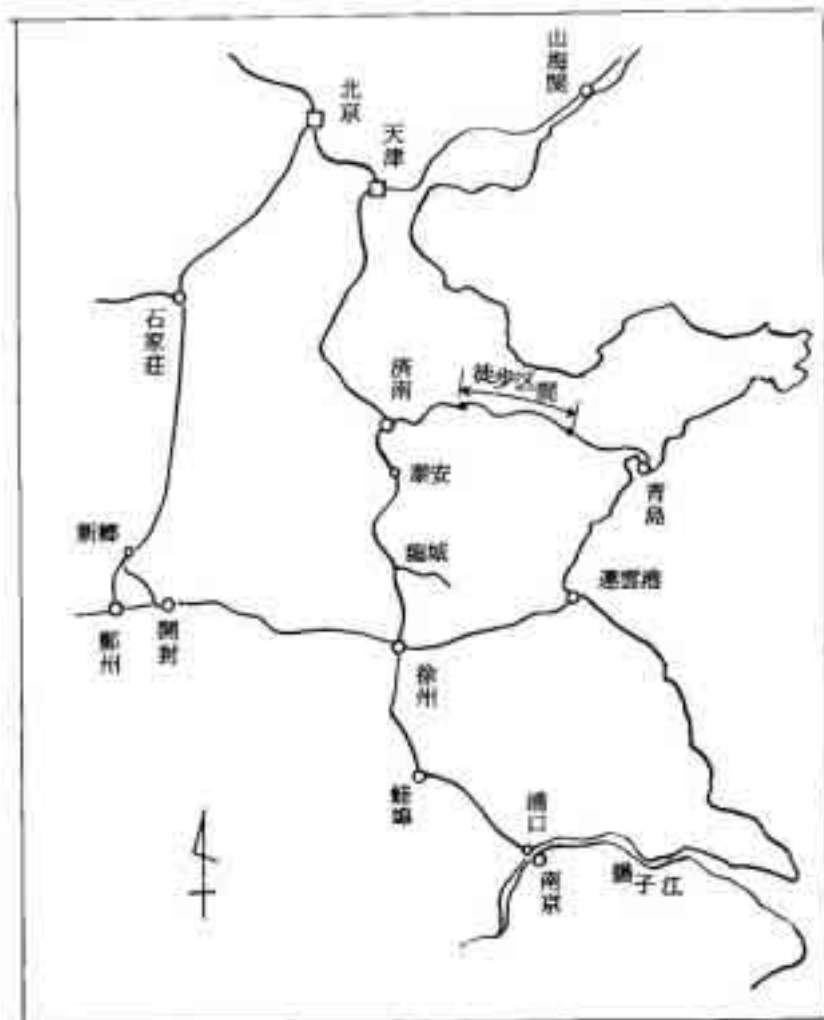 山海関
北京
天津
石家荘
済南
徒歩区間
泰安
青島
新郷
臨城
連雲港
鄭州
開封
徐州
蚌埠
浦口
南京
揚子江